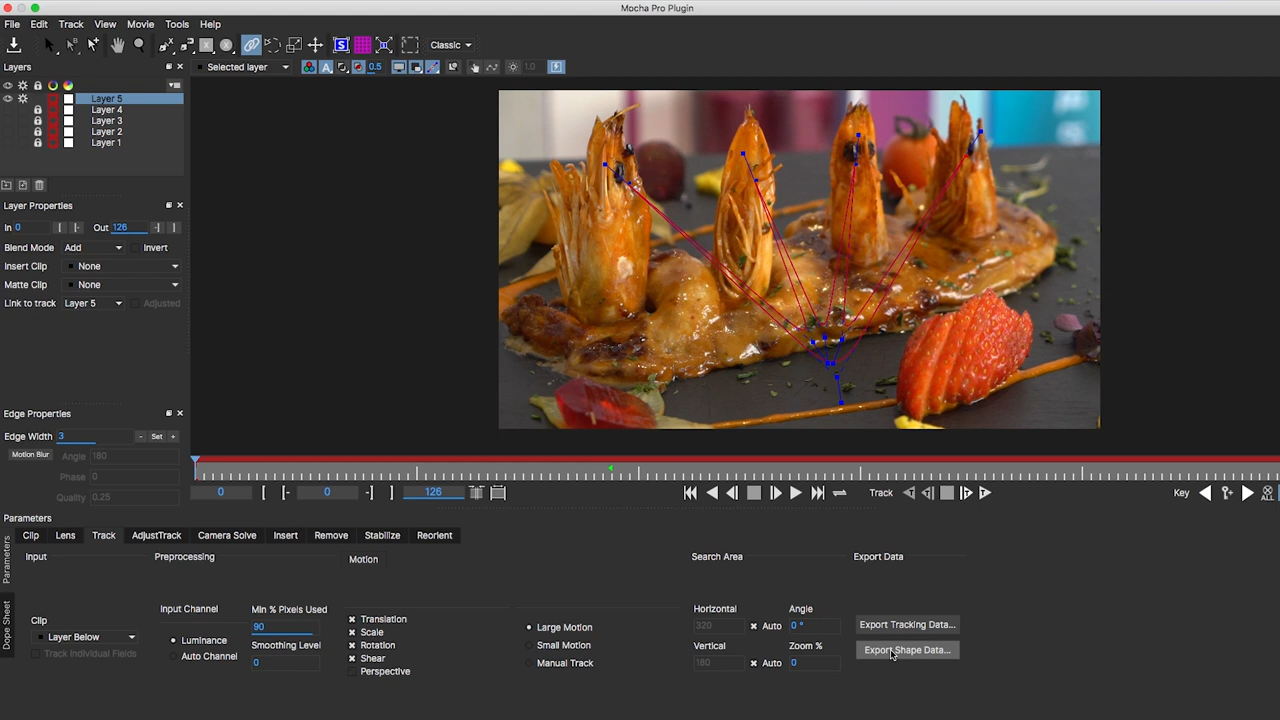 Mocha Pro Plugin
File Edit Track View Movie Tools Help
Classic
Layers
Selected layer 0.5 1.0
Layer 5
Layer 4
Layer 3
Layer 2
Layer 1
Layer Properties
In 0 Out 126
Blend Mode Add Invert
Insert Clip None
Matte Clip None
Link to track Layer 5 Adjusted
Edge Properties
Edge Width 3 - Set +
Motion Blur Angle 180
Phase 0
Quality 0.25
0 0 126 Track Key ALL
Parameters
Clip Lens Track AdjustTrack Camera Solve Insert Remove Stabilize Reorient
Parameters
Dope Sheet
Input Preprocessing Motion Search Area Export Data
Input Channel Min % Pixels Used Horizontal Angle
Clip Luminance 90 Translation Large Motion 320 Auto 0 ° Export Tracking Data...
Layer Below Auto Channel Smoothing Level Scale Small Motion Vertical Zoom % Export Shape Data...
Track Individual Fields 0 Rotation Manual Track 180 Auto 0
Shear
Perspective